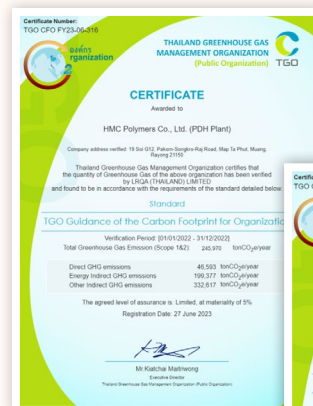 Certificate Number:
TGO CFO FY23-06-316
องค์กร
rganization
THAILAND GREENHOUSE GAS
MANAGEMENT ORGANIZATION
(Public Organization)
TGO
CERTIFICATE
Awarded to
HMC Polymers Co., Ltd. (PDH Plant)
Company address verified: 19 Soi G12, Pakorn-Songkro-Raj Road, Map Ta Phut, Muang,
Rayong 21150
Thailand Greenhouse Gas Management Organization certifies that
the quantity of Greenhouse Gas of the above organization has been verified
by LRQA (THAILAND) LIMITED
and found to be in accordance with the requirements of the standard detailed below
Standard
TGO Guidance of the Carbon Footprint for Organizatio
Verification Period: [01/01/2022 - 31/12/2022]
Total Greenhouse Gas Emission (Scope 1&2): 245,970 tonCO2e/year
Direct GHG emissions 46,593 tonCO2e/year
Energy Indirect GHG emissions 199,377 tonCO2e/year
Other Indirect GHG emissions 332,617 tonCO2e/year
The agreed level of assurance is: Limited, at materiality of 5%
Registration Date: 27 June 2023
Mr.Kiatchai Maitriwong
Executive Director
Thailand Greenhouse Gas Management Organization (Public Organization)
Certific
TGO C